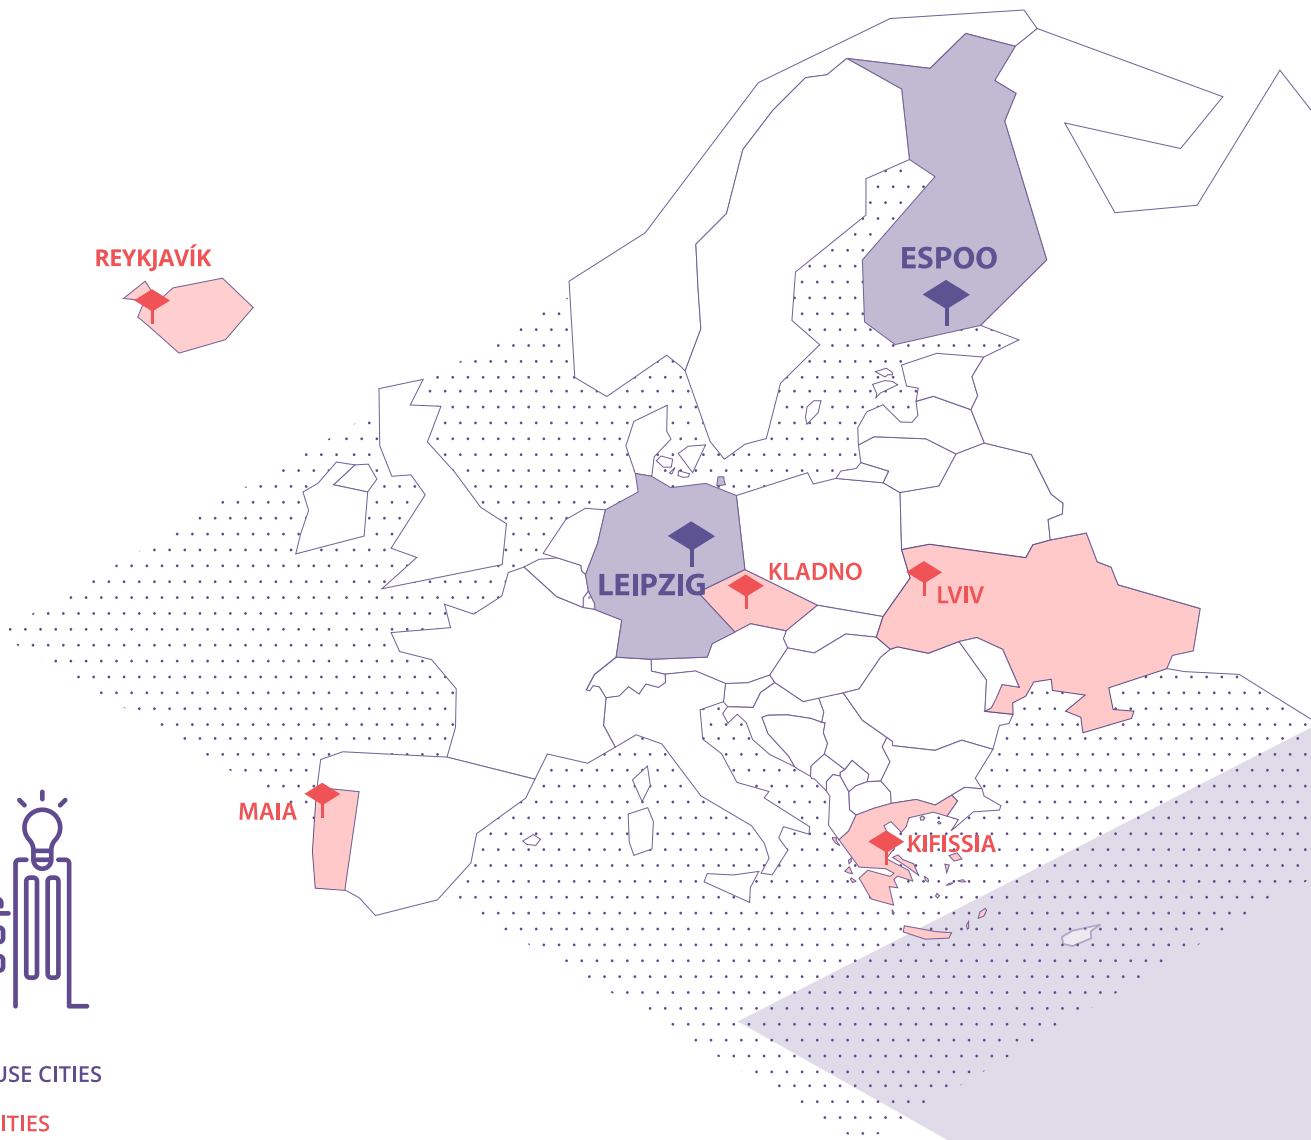 REYKJAVÍK
ESPOO
KLADNO
LEIPZIG
LVIV
MAIA
KIFISSIA
USE CITIES
ITIES